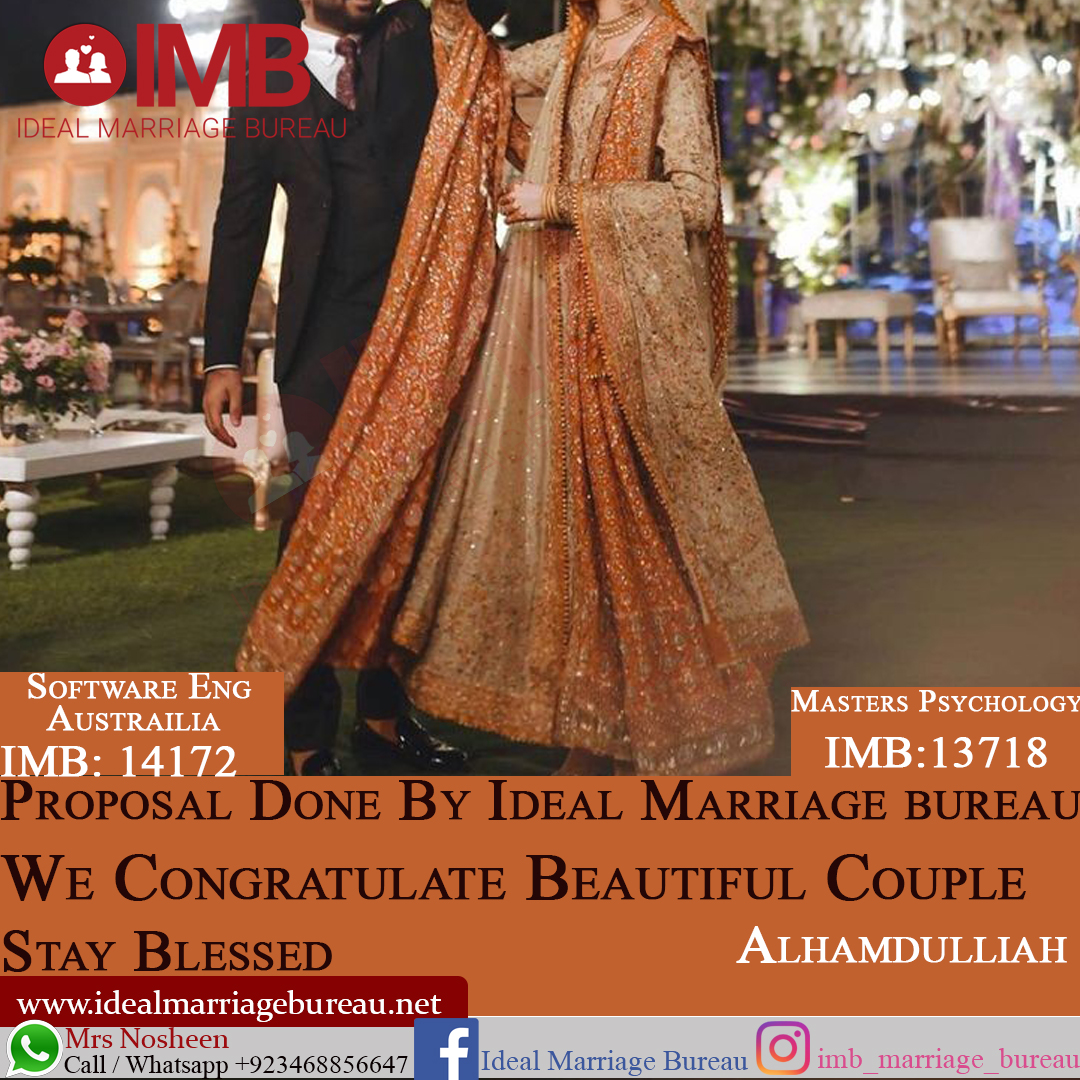 IMB
IDEAL MARRIAGE BUREAU
Software Eng
Austrailia
IMB: 14172
Masters Psychology
IMB:13718
Proposal Done By Ideal Marriage bureau
We Congratulate Beautiful Couple
Stay Blessed
Alhamdulliah
www.idealmarriagebureau.net
Mrs Nosheen
Call / Whatsapp +923468856647
Ideal Marriage Bureau
imb_marriage_bureau